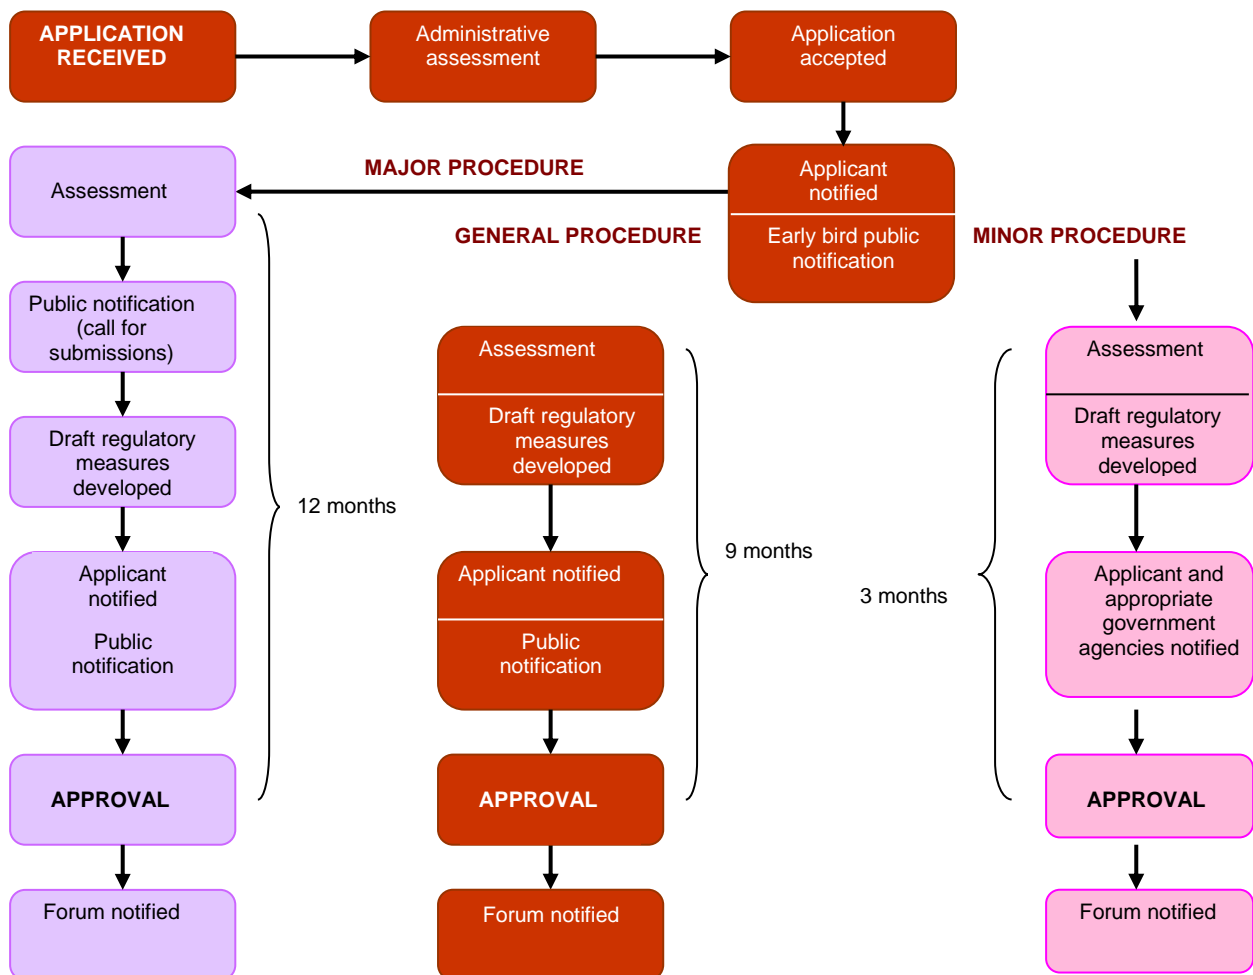 APPLICATION
RECEIVED
Administrative
assessment
Application
accepted
MAJOR PROCEDURE
Applicant
notified
Early bird public
notification
GENERAL PROCEDURE
MINOR PROCEDURE
Assessment
Public notification
(call for
submissions)
Draft regulatory
measures
developed
Applicant
notified
Public
notification
APPROVAL
Forum notified
12 months
Assessment
Draft regulatory
measures
developed
Applicant notified
Public
notification
APPROVAL
Forum notified
9 months
3 months
Assessment
Draft regulatory
measures
developed
Applicant and
appropriate
government
agencies notified
APPROVAL
Forum notified